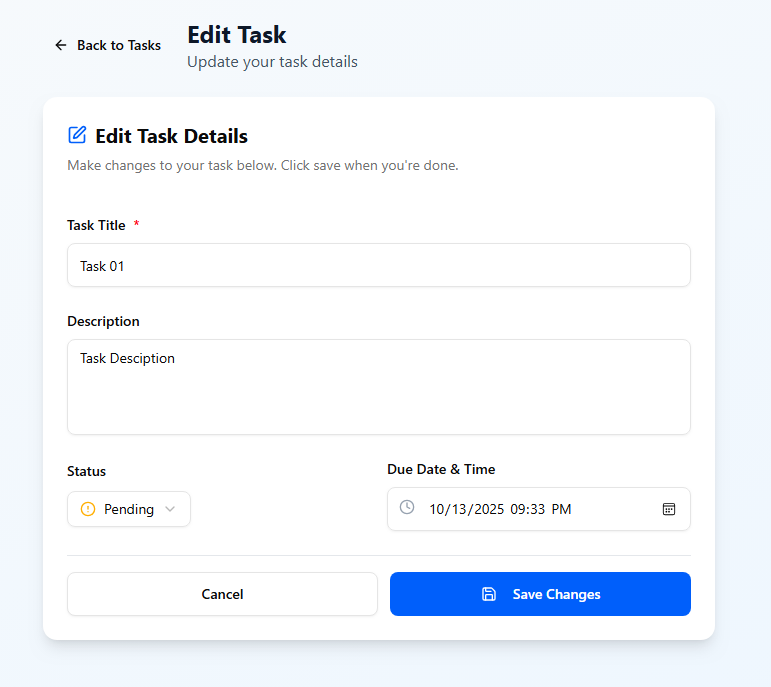 Back to Tasks
Edit Task
Update your task details
Edit Task Details
Make changes to your task below. Click save when you're done.
Task Title *
Task 01
Description
Task Desciption
Status
Due Date & Time
Pending
10/13/2025 09:33 PM
Cancel
Save Changes